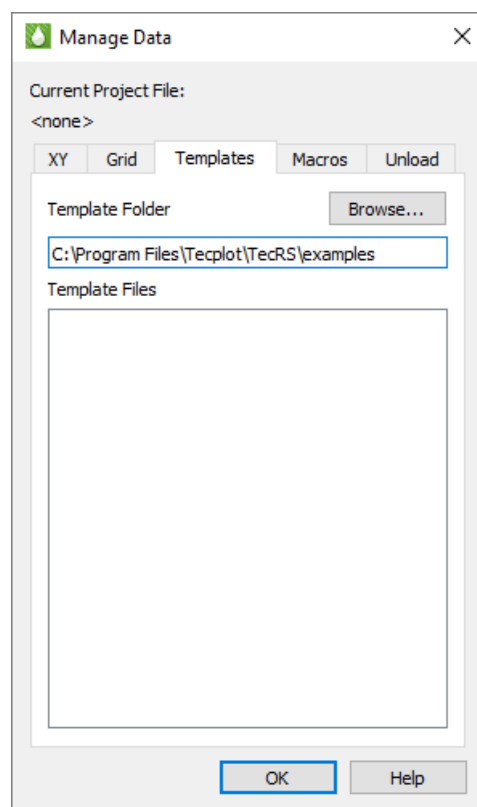 Manage Data
Current Project File:
<none>
XY Grid Templates Macros Unload
Template Folder Browse...
C:\Program Files\Tecplot\TecRS\examples
Template Files
OK Help